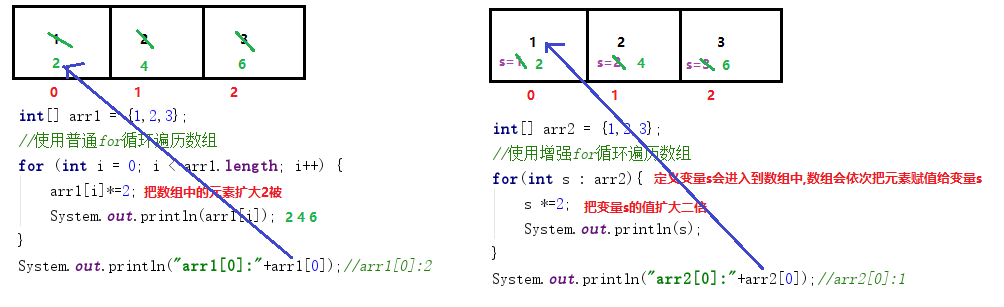 1 2 3
2 4 6
0 1 2
int[] arr1 = {1,2,3};
//使用普通for循环遍历数组
for (int i = 0; i < arr1.length; i++) {
arr1[i]*=2; 把数组中的元素扩大2被
System.out.println(arr1[i]); 2 4 6
}
System.out.println("arr1[0]:"+arr1[0]);//arr1[0]:2
1 2 3
s=1 2 s=2 4 s=3 6
0 1 2
int[] arr2 = {1,2,3};
//使用增强for循环遍历数组
for(int s : arr2){ 定义变量s会进入到数组中,数组会依次把元素赋值给变量s
s *=2; 把变量s的值扩大二倍
System.out.println(s);
}
System.out.println("arr2[0]:"+arr2[0]);//arr2[0]:1